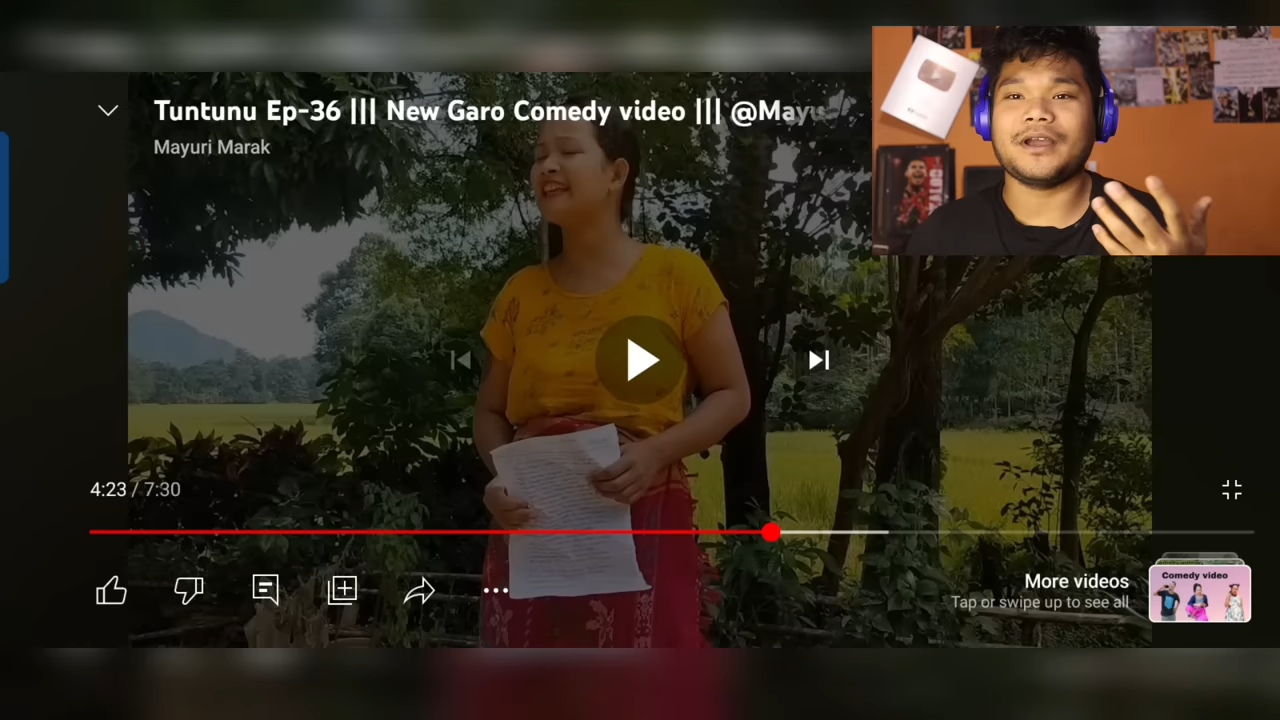 Tuntunu Ep-36 ||| New Garo Comedy video ||| @Mayu
Mayuri Marak
4:23 / 7:30
More videos
Tap or swipe up to see all
Comedy video